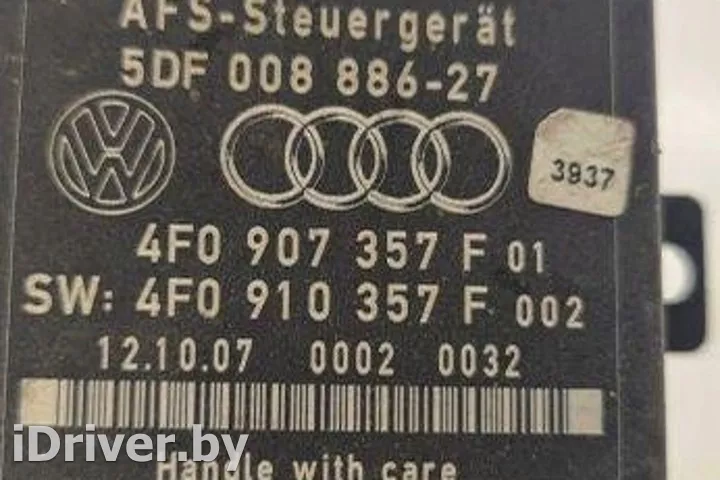 AFS-Steuergerät
5DF 008 886-27
3937
4F0 907 357 F 01
SW: 4F0 910 357 F 002
12.10.07 0002 0032
iDriver.by
Handle with care